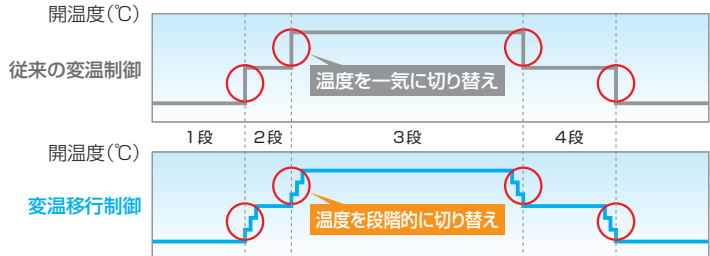 開温度(℃)
従来の変温制御
温度を一気に切り替え
1段 2段 3段 4段
開温度(℃)
変温移行制御
温度を段階的に切り替え